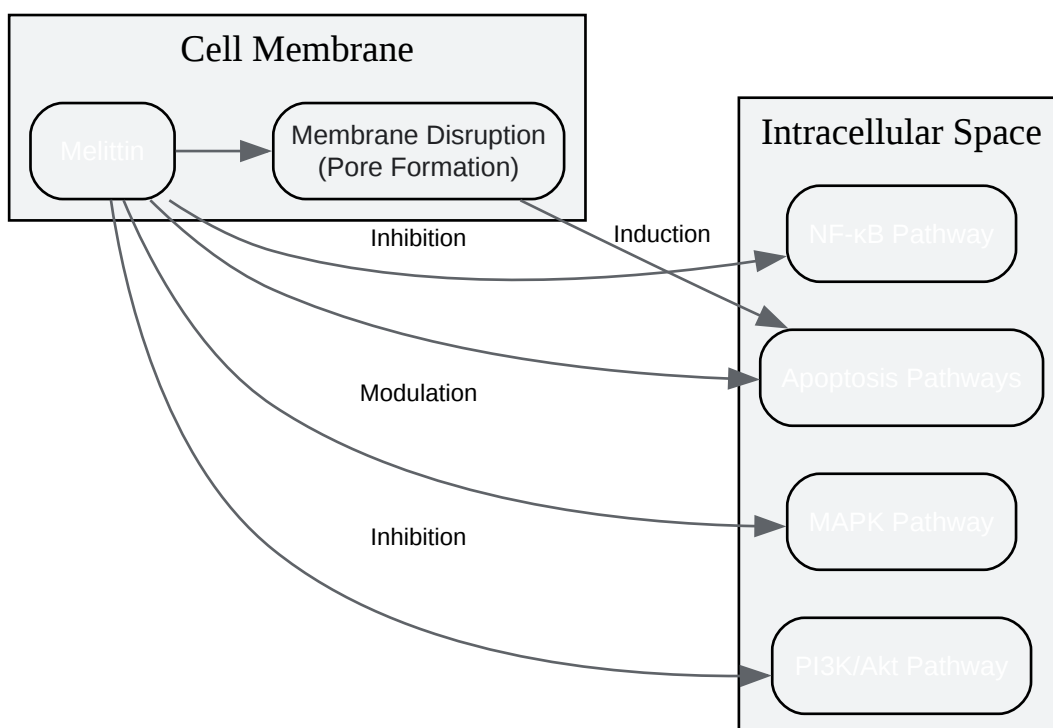 Cell Membrane
Melittin
Membrane Disruption
(Pore Formation)
Intracellular Space
NF-κB Pathway
Inhibition
Induction
Apoptosis Pathways
Modulation
MAPK Pathway
Inhibition
PI3K/Akt Pathway